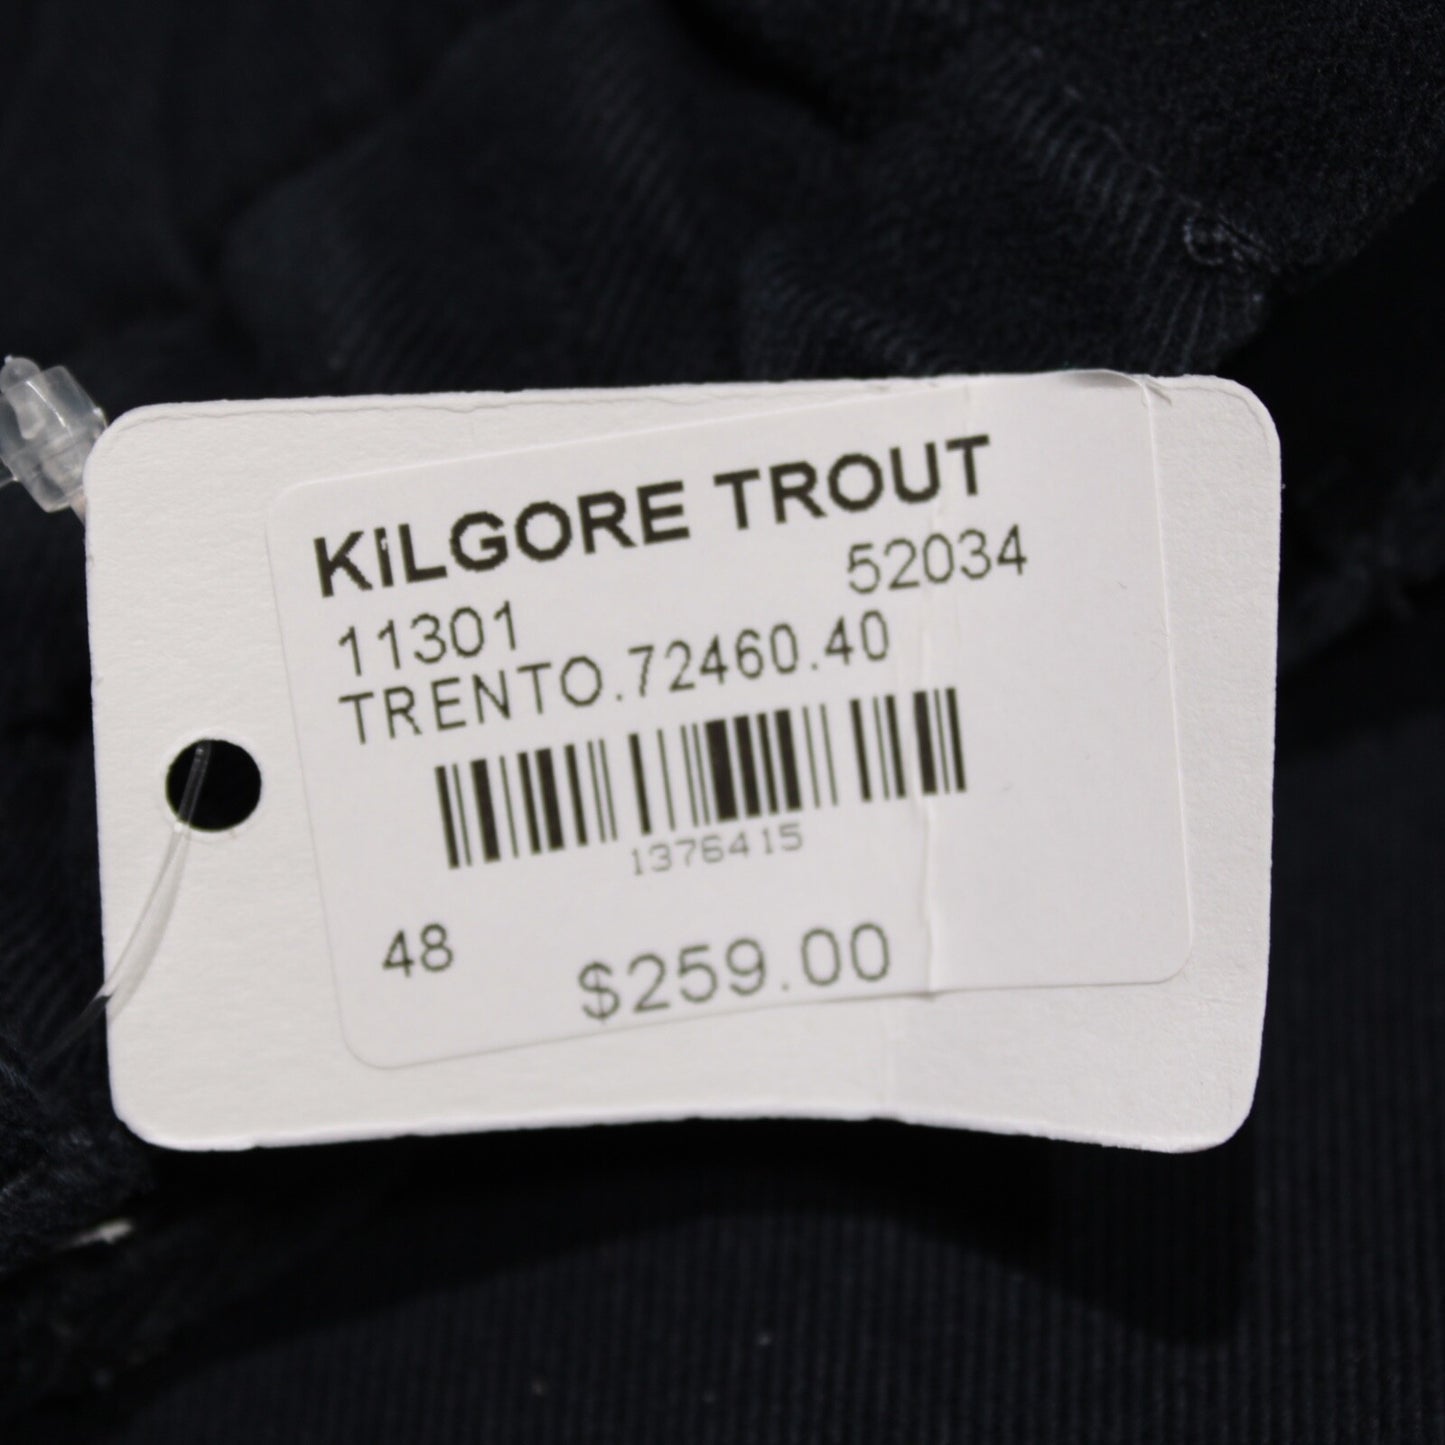 KILGORE TROUT
52034
11301
TRENTO.72460.40
1376415
48
$259.00